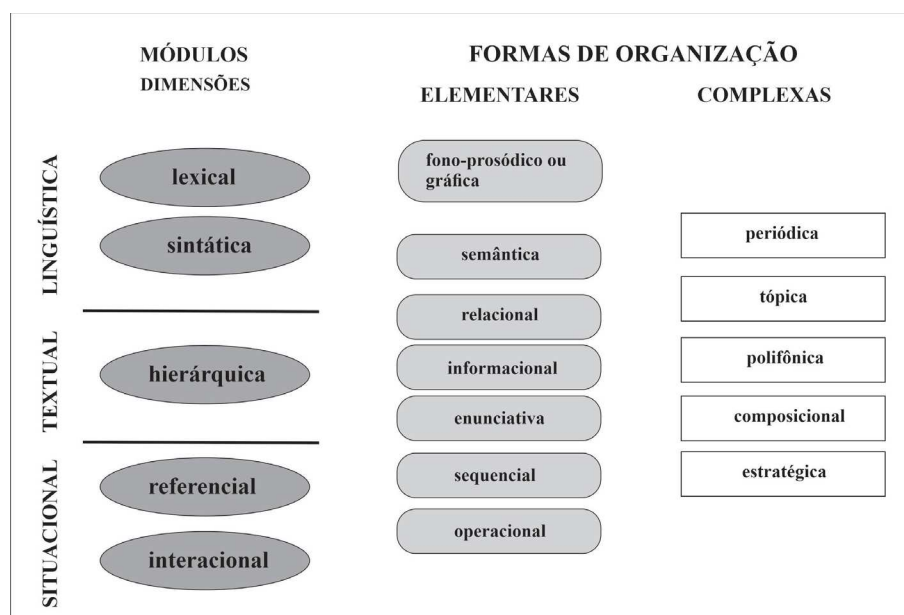 MÓDULOS
DIMENSÕES
FORMAS DE ORGANIZAÇÃO
ELEMENTARES
COMPLEXAS
LINGUÍSTICA
lexical
sintática
fono-prosódico ou
gráfica
semântica
periódica
tópica
relacional
TEXTUAL
hierárquica
informacional
enunciativa
polifônica
composicional
SITUACIONAL
referencial
interacional
sequencial
operacional
estratégica